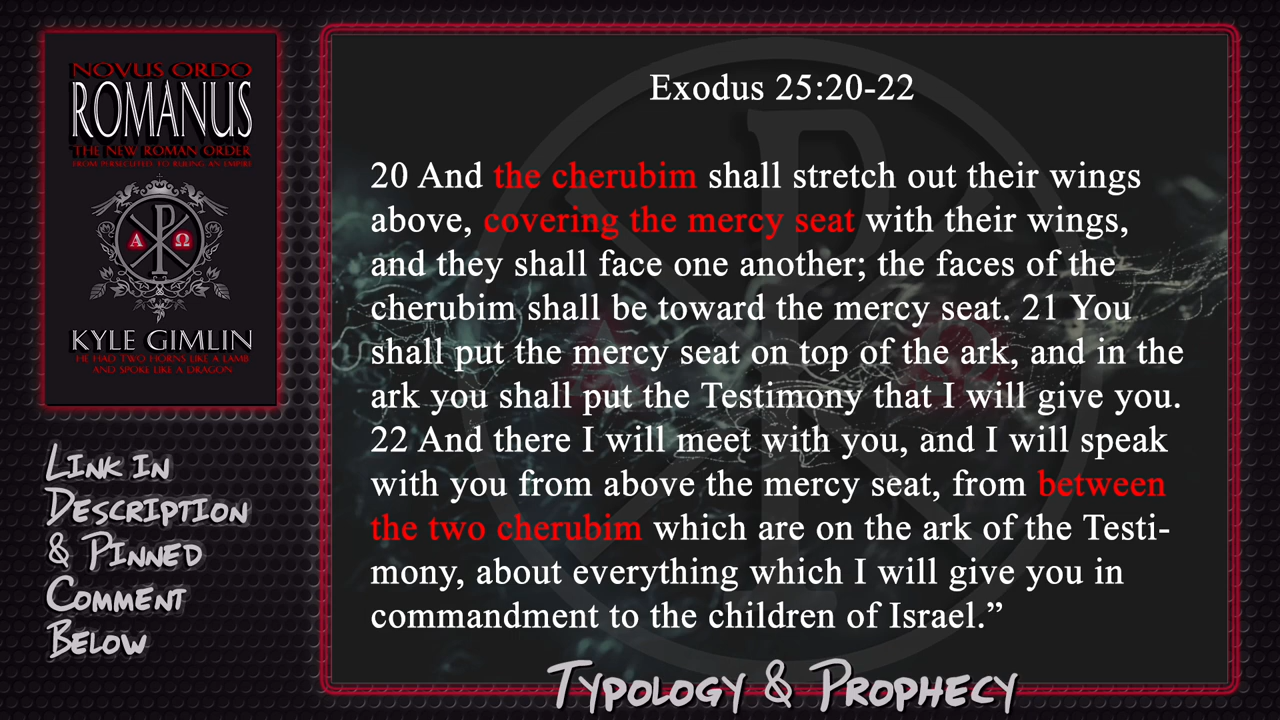 NOVUS ORDO
ROMANUS
THE NEW ROMAN ORDER
FROM PERSECUTED TO RULING AN EMPIRE
P
Α Ω
KYLE GIMLIN
HE HAD TWO HORNS LIKE A LAMB
AND SPOKE LIKE A DRAGON
LINK IN
DESCRIPTION
& PINNED
COMMENT
BELOW
Exodus 25:20-22
20 And the cherubim shall stretch out their wings
above, covering the mercy seat with their wings,
and they shall face one another; the faces of the
cherubim shall be toward the mercy seat. 21 You
shall put the mercy seat on top of the ark, and in the
ark you shall put the Testimony that I will give you.
22 And there I will meet with you, and I will speak
with you from above the mercy seat, from between
the two cherubim which are on the ark of the Testi-
mony, about everything which I will give you in
commandment to the children of Israel.”
TYPOLOGY & PROPHECY